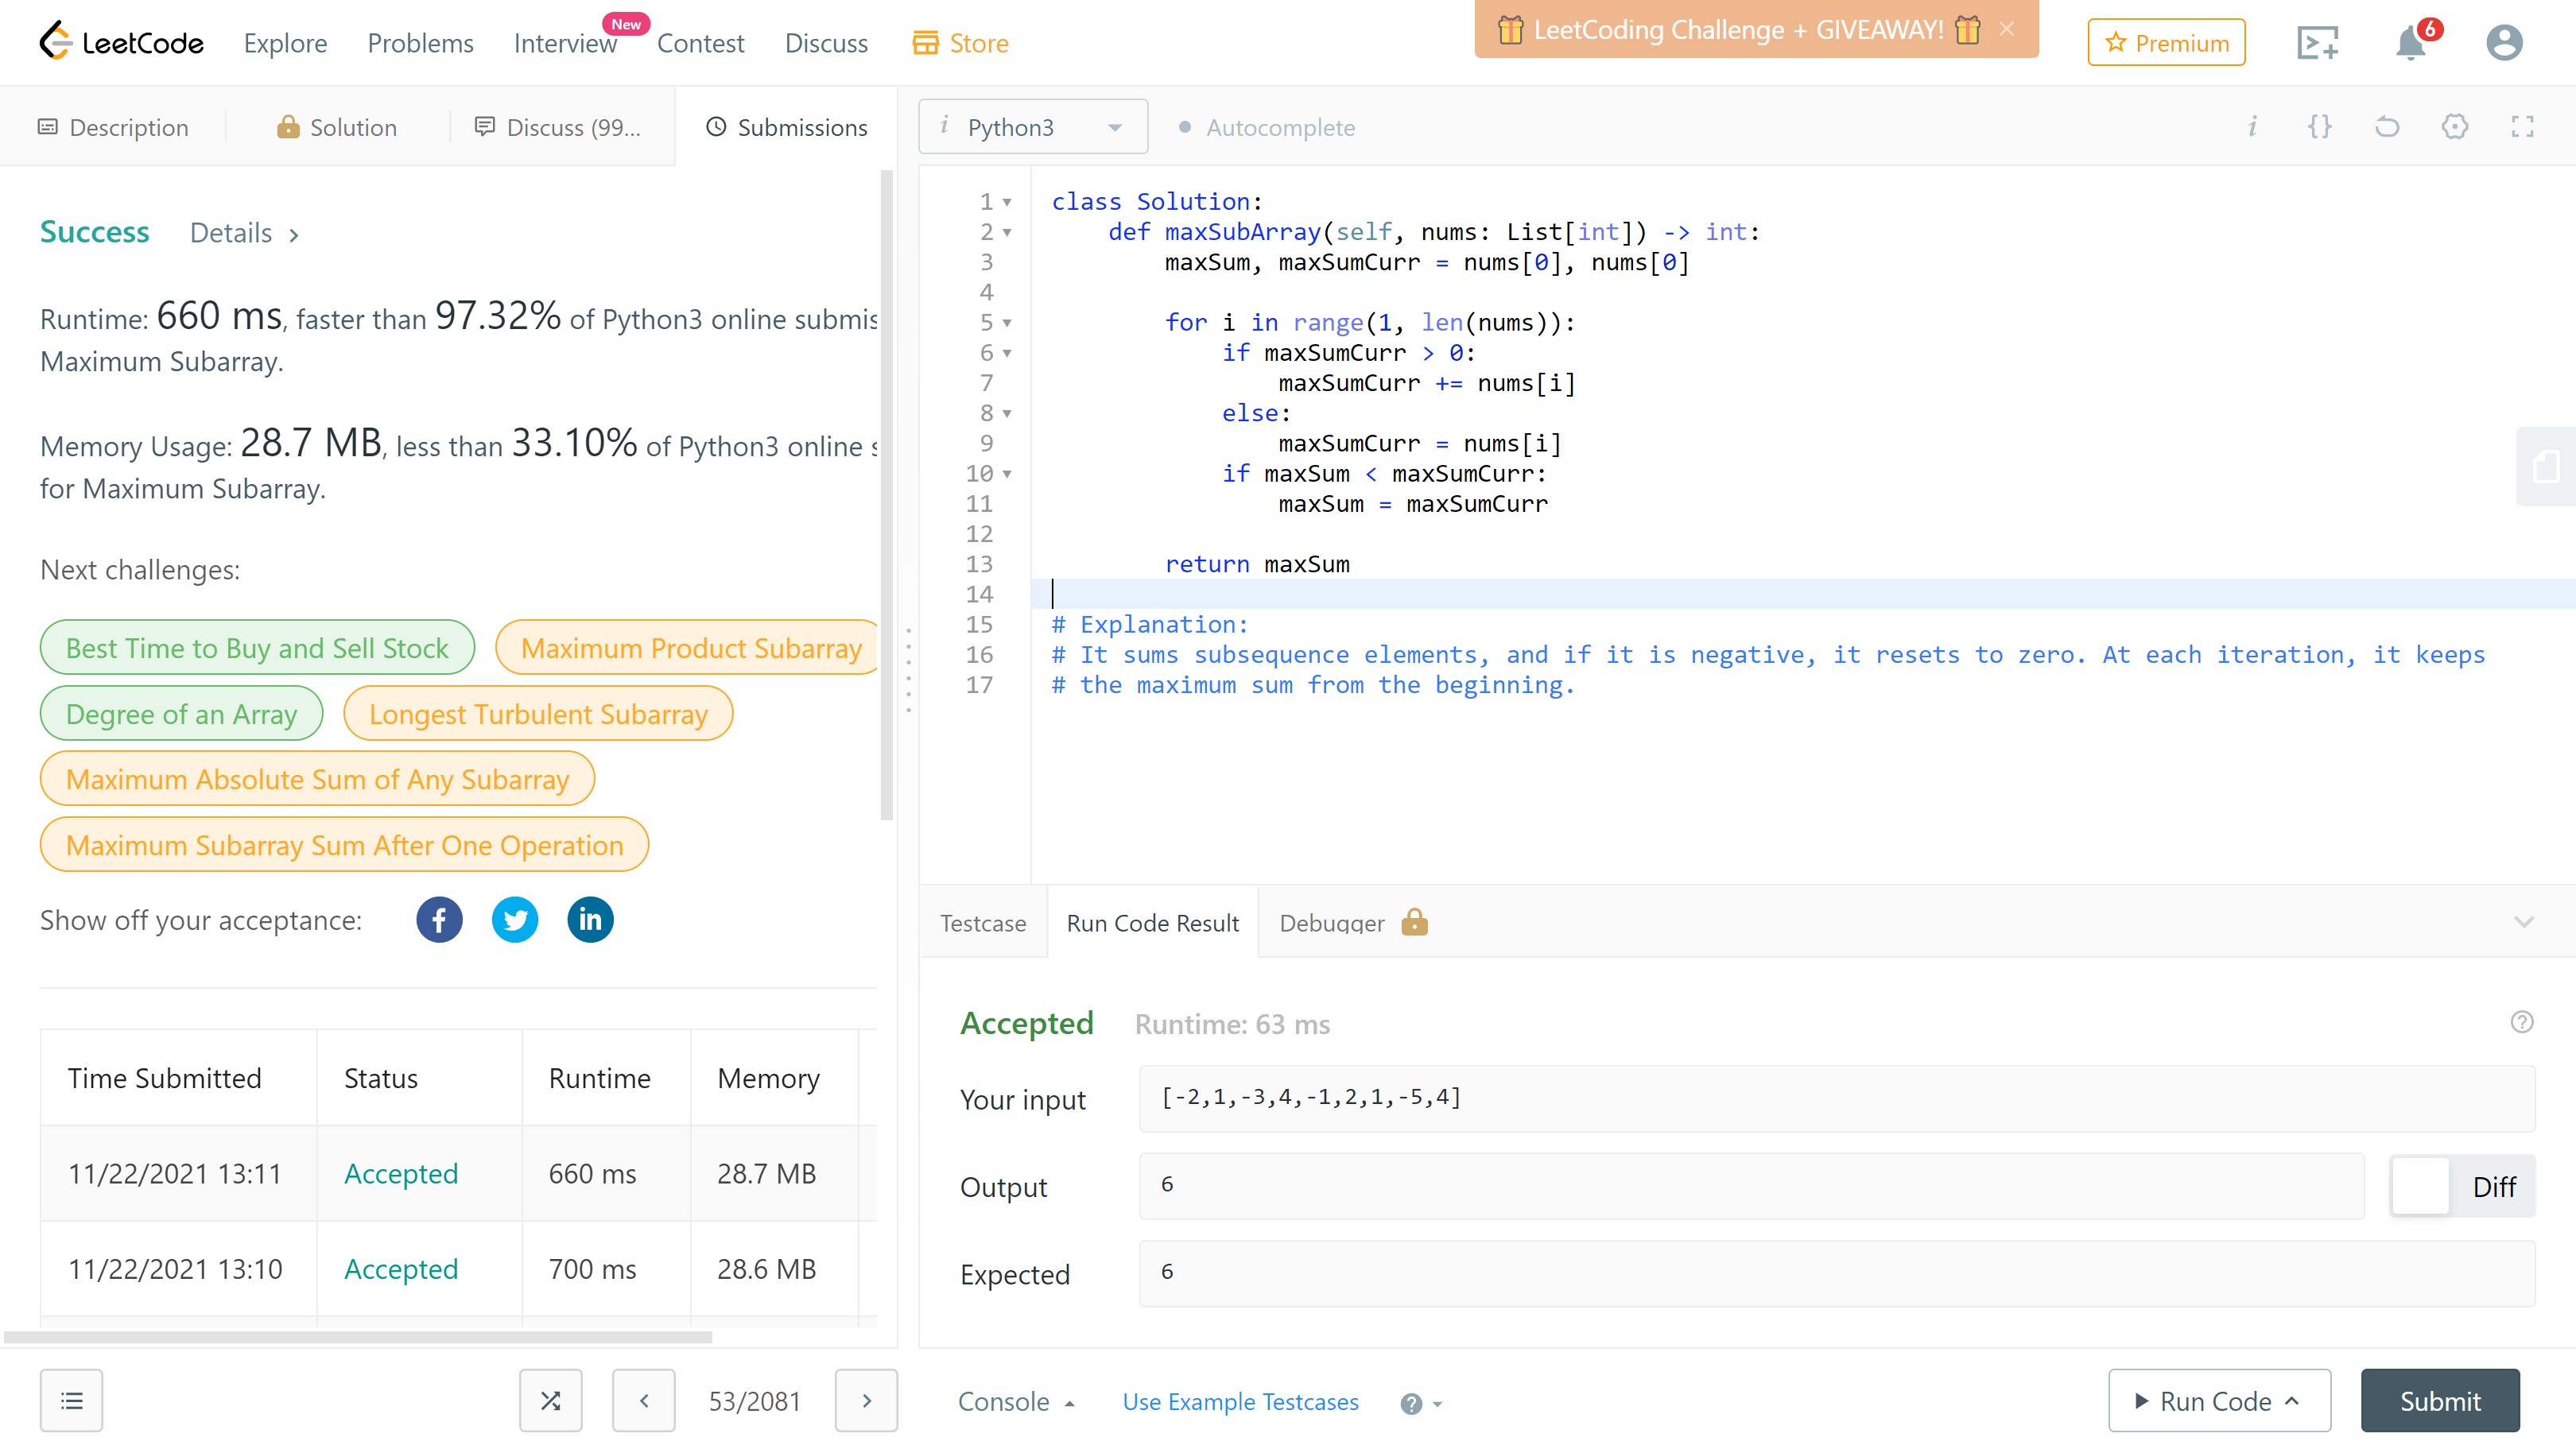 LeetCode
Explore
Problems
Interview
New
Contest
Discuss
Store
LeetCoding Challenge + GIVEAWAY!
Premium
6
Description
Solution
Discuss (99...
Submissions
Success Details
Runtime: 660 ms, faster than 97.32% of Python3 online submis
Maximum Subarray.
Memory Usage: 28.7 MB, less than 33.10% of Python3 online s
for Maximum Subarray.
Next challenges:
Best Time to Buy and Sell Stock
Maximum Product Subarray
Degree of an Array
Longest Turbulent Subarray
Maximum Absolute Sum of Any Subarray
Maximum Subarray Sum After One Operation
Show off your acceptance:
Time Submitted Status Runtime Memory
11/22/2021 13:11 Accepted 660 ms 28.7 MB
11/22/2021 13:10 Accepted 700 ms 28.6 MB
53/2081
i Python3
Autocomplete
i {}
1 class Solution:
2     def maxSubArray(self, nums: List[int]) -> int:
3         maxSum, maxSumCurr = nums[0], nums[0]
4
5         for i in range(1, len(nums)):
6             if maxSumCurr > 0:
7                 maxSumCurr += nums[i]
8             else:
9                 maxSumCurr = nums[i]
10             if maxSum < maxSumCurr:
11                 maxSum = maxSumCurr
12
13         return maxSum
14
15 # Explanation:
16 # It sums subsequence elements, and if it is negative, it resets to zero. At each iteration, it keeps
17 # the maximum sum from the beginning.
Testcase
Run Code Result
Debugger
Accepted Runtime: 63 ms
Your input [-2,1,-3,4,-1,2,1,-5,4]
Output 6 Diff
Expected 6
Console
Use Example Testcases
Run Code
Submit